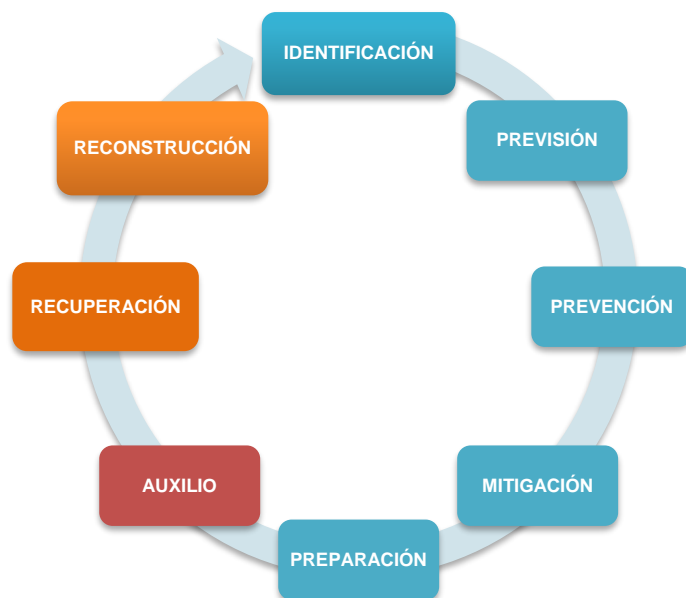 IDENTIFICACIÓN
PREVISIÓN
PREVENCIÓN
MITIGACIÓN
PREPARACIÓN
AUXILIO
RECUPERACIÓN
RECONSTRUCCIÓN